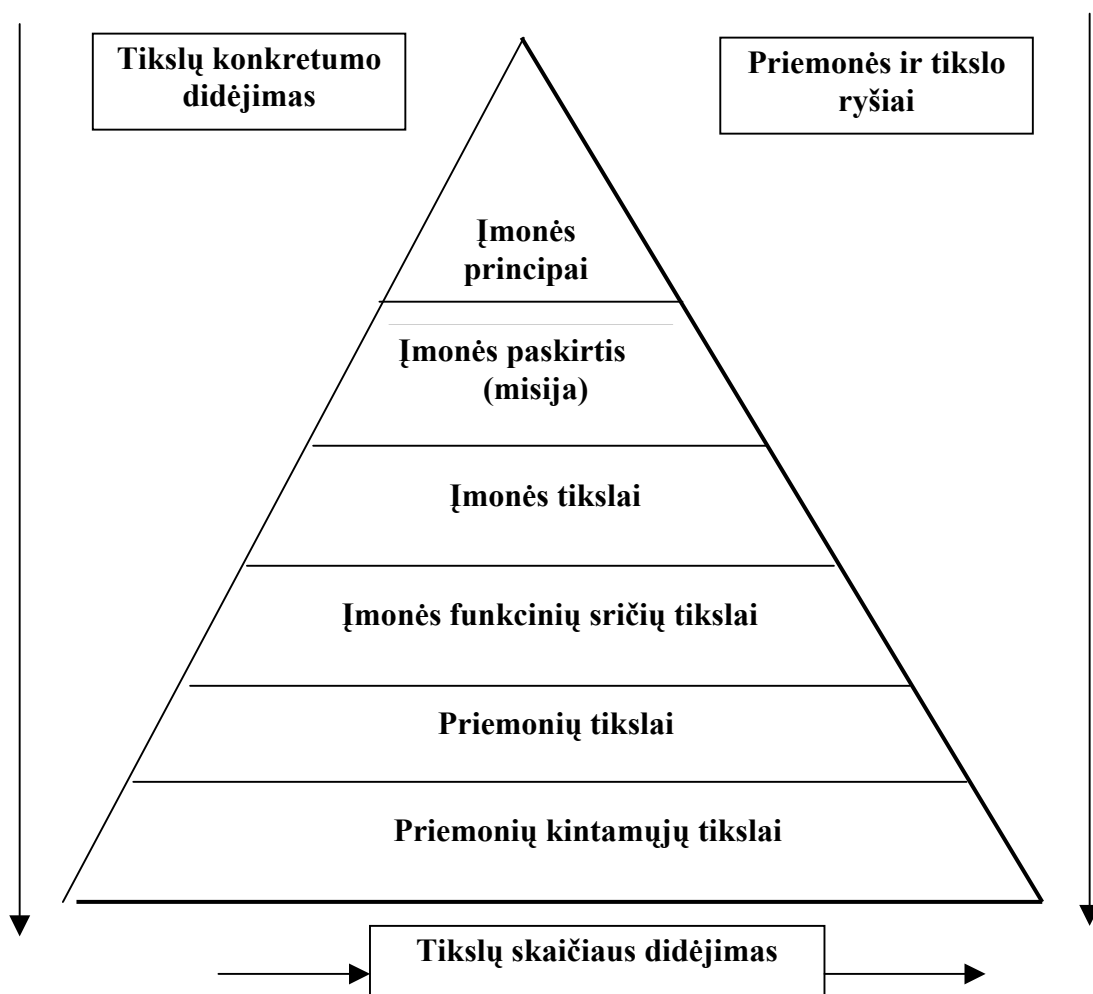 Tikslų konkretumo
didėjimas
Priemonės ir tikslo
ryšiai
Įmonės
principai
Įmonės paskirtis
(misija)
Įmonės tikslai
Įmonės funkcinių sričių tikslai
Priemonių tikslai
Priemonių kintamųjų tikslai
Tikslų skaičiaus didėjimas